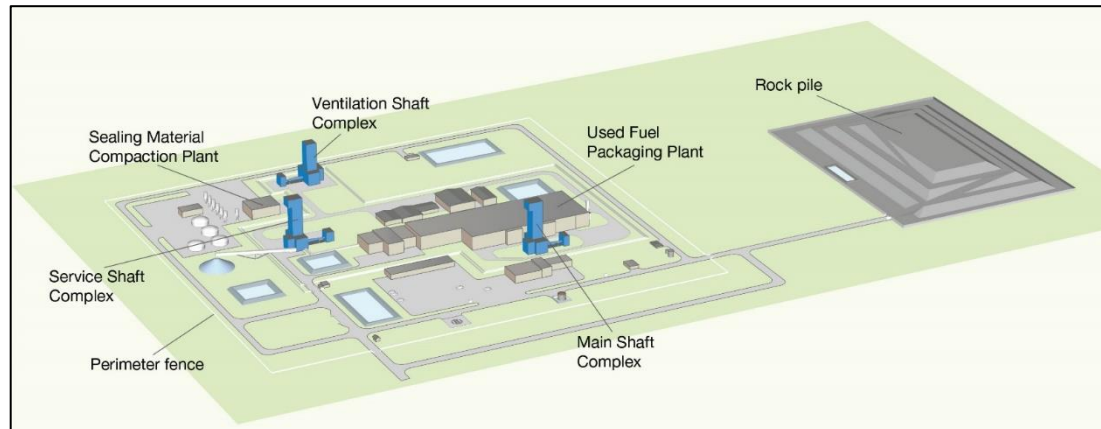 Ventilation Shaft
Complex
Sealing Material
Compaction Plant
Used Fuel
Packaging Plant
Rock pile
Service Shaft
Complex
Main Shaft
Complex
Perimeter fence